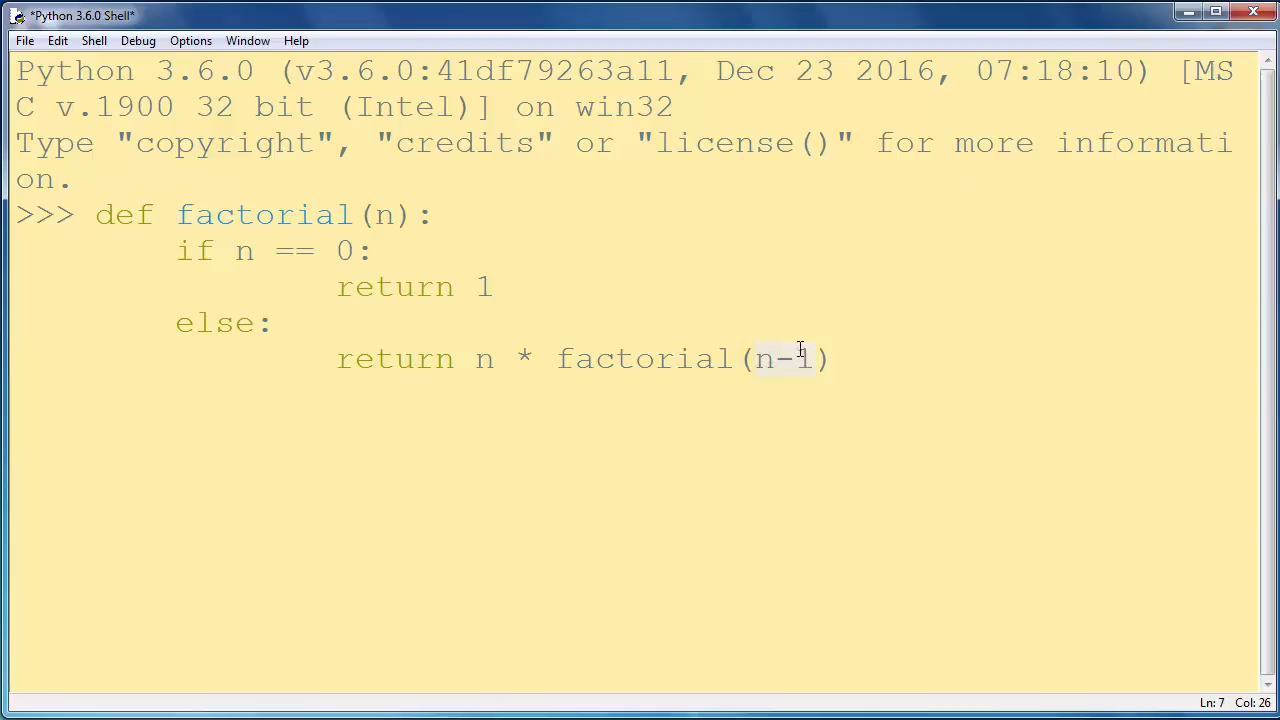 *Python 3.6.0 Shell*
File Edit Shell Debug Options Window Help
Python 3.6.0 (v3.6.0:41df79263a11, Dec 23 2016, 07:18:10) [MS
C v.1900 32 bit (Intel)] on win32
Type "copyright", "credits" or "license()" for more informati
on.
>>> def factorial(n):
if n == 0:
return 1
else:
return n * factorial(n-1)
Ln: 7 Col: 26